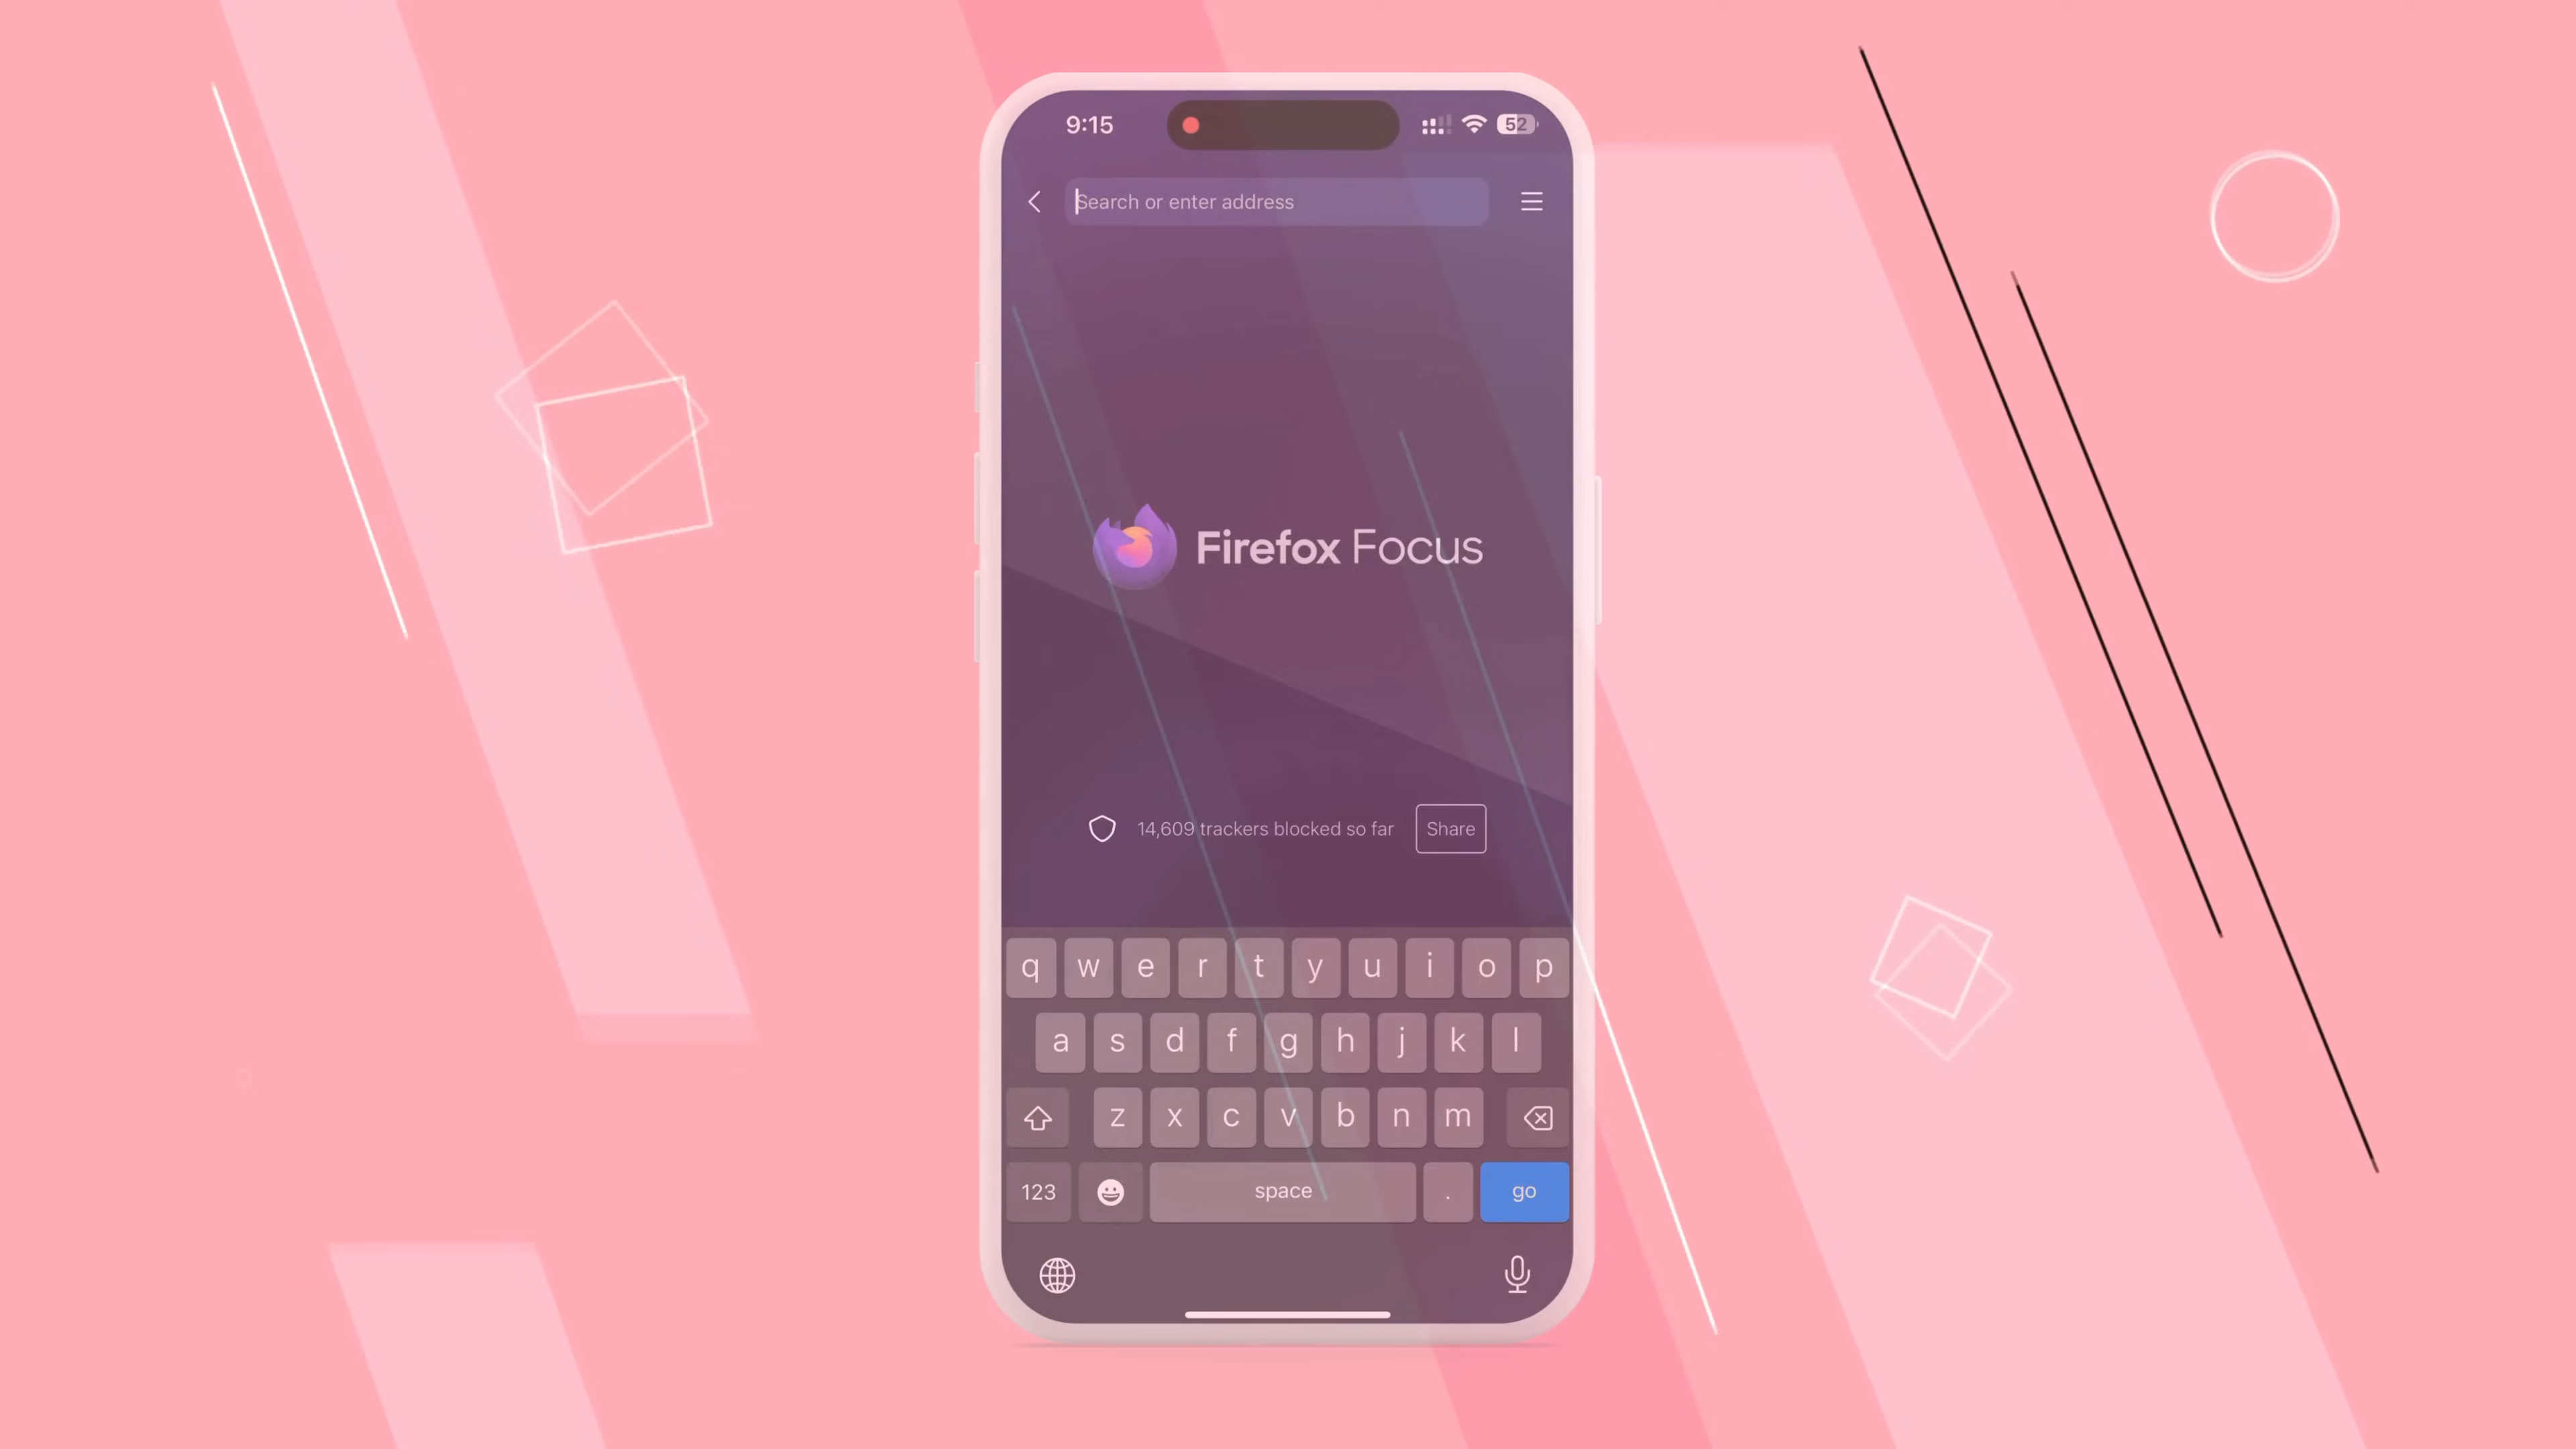 9:15 52
Search or enter address
Firefox Focus
14,609 trackers blocked so far Share
q w e r t y u i o p
a s d f g h j k l
z x c v b n m
123 space . go